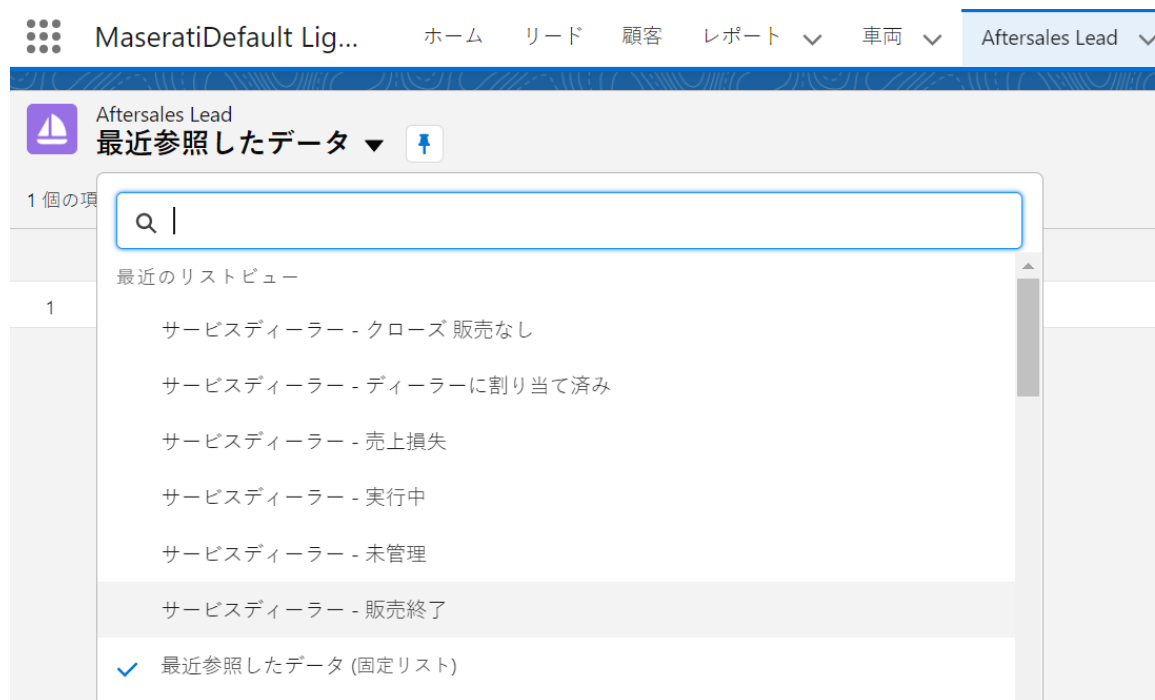 MaseratiDefault Lig... ホーム リード 顧客 レポート 車両 Aftersales Lead
Aftersales Lead
最近参照したデータ
1 個の項
最近のリストビュー
1
サービスディーラー - クローズ 販売なし
サービスディーラー - ディーラーに割り当て済み
サービスディーラー - 売上損失
サービスディーラー - 実行中
サービスディーラー - 未管理
サービスディーラー - 販売終了
最近参照したデータ (固定リスト)